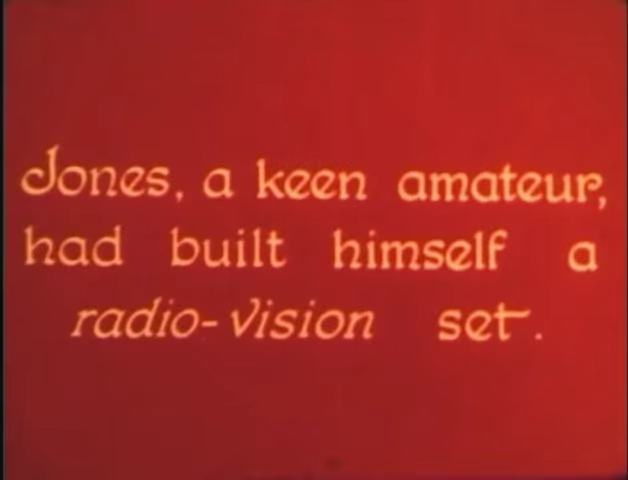 Jones, a keen amateur,
had built himself a
radio-vision set.